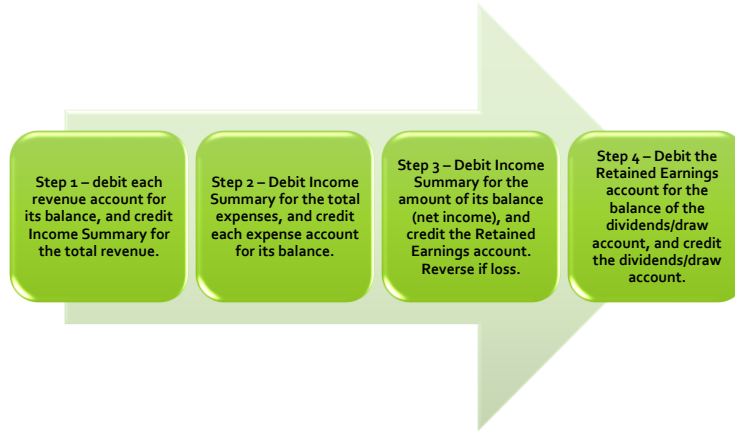 Step 1 – debit each
revenue account for
its balance, and credit
Income Summary for
the total revenue.
Step 2 – Debit Income
Summary for the total
expenses, and credit
each expense account
for its balance.
Step 3 – Debit Income
Summary for the
amount of its balance
(net income), and
credit the Retained
Earnings account.
Reverse if loss.
Step 4 – Debit the
Retained Earnings
account for the
balance of the
dividends/draw
account, and credit
the dividends/draw
account.